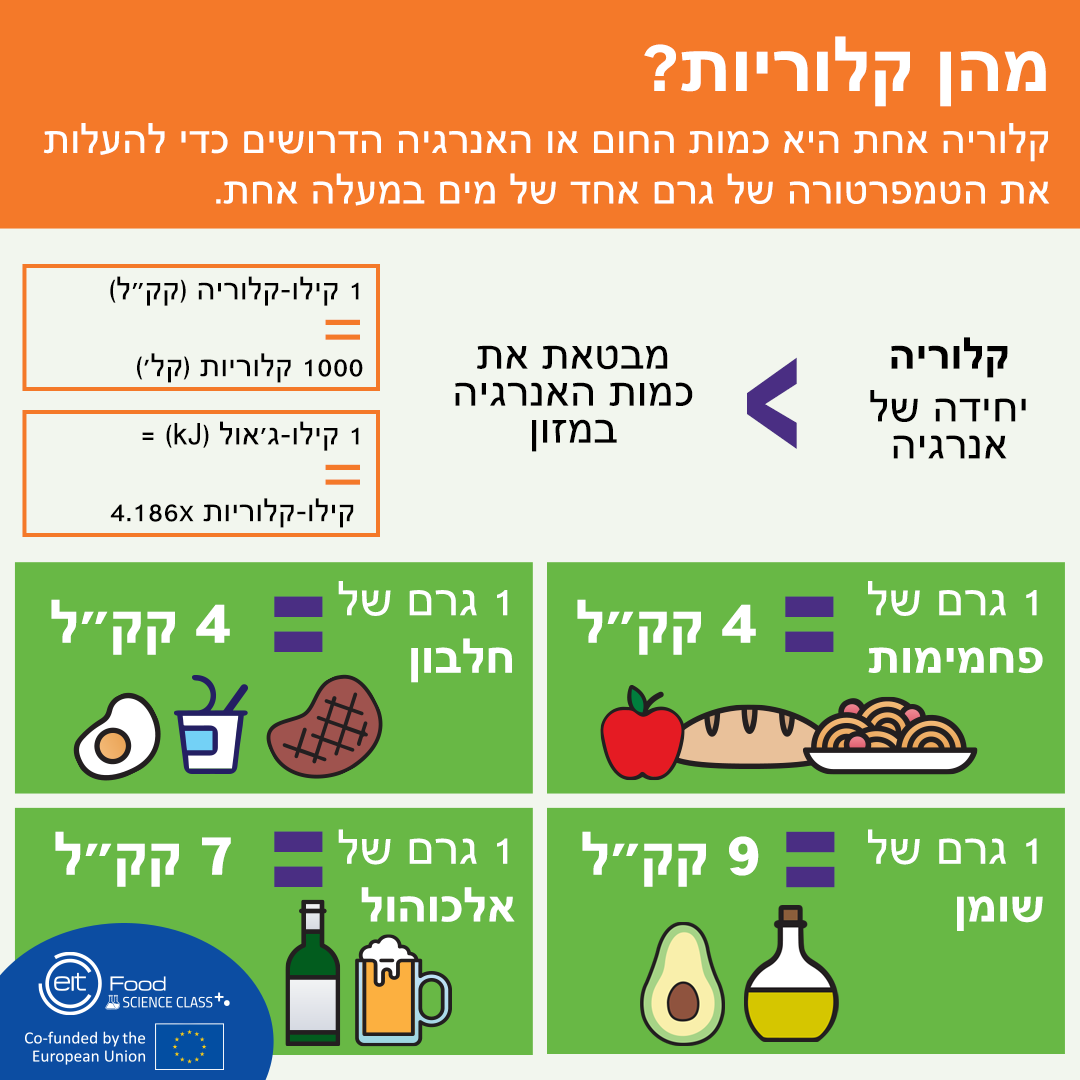 מהן קלוריות?
קלוריה אחת היא כמות החום או האנרגיה הדרושים כדי להעלות
את הטמפרטורה של גרם אחד של מים במעלה אחת.
קלוריה
יחידה של
אנרגיה
<
מבטאת את
כמות האנרגיה
במזון
1 קילו-קלוריה (קק״ל)
=
1000 קלוריות (קל׳)
1 קילו-ג׳אול (kJ) =
=
קילו-קלוריות 4.186x
1 גרם של
פחמימות
=
4 קק״ל
1 גרם של
חלבון
=
4 קק״ל
1 גרם של
שומן
=
9 קק״ל
1 גרם של
אלכוהול
=
7 קק״ל
eit Food
SCIENCE CLASS+
Co-funded by the
European Union